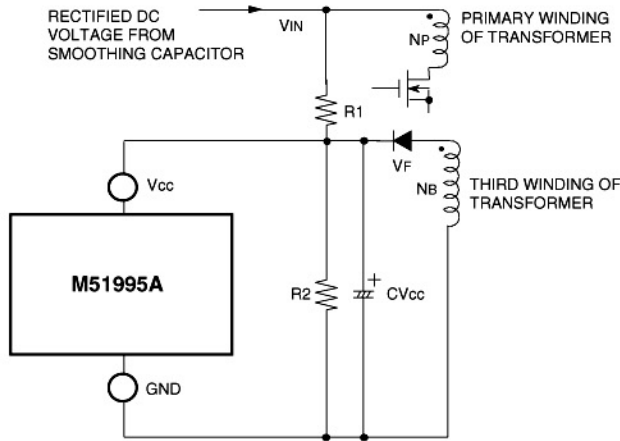 RECTIFIED DC
VOLTAGE FROM
SMOOTHING CAPACITOR
VIN
NP
PRIMARY WINDING
OF TRANSFORMER
R1
VF
NB
THIRD WINDING OF
TRANSFORMER
Vcc
M51995A
R2
+
CVcc
GND